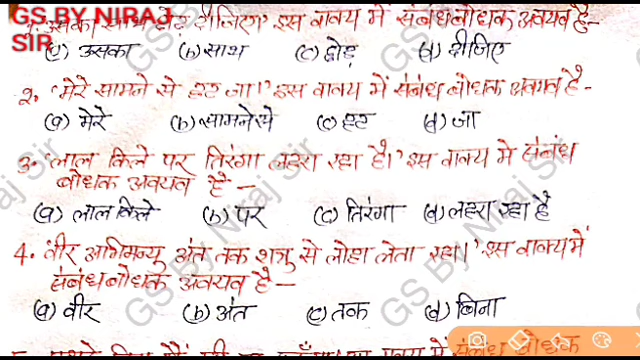 GS.BY NIRAJ
SIR
1. 'उसका साथ छोड़ दीजिए' इस वाक्य में संबंधबोधक अव्यय है-
(a) उसका (b) साथ (c) छोड़ (d) दीजिए
2. 'मेरे सामने से हट जा।' इस वाक्य में संबंध बोधक अव्यय है -
(a) मेरे (b) सामने से (c) हट (d) जा
3. 'लाल किले पर तिरंगा लहरा रहा है।' इस वाक्य में संबंध
बोधक अव्यय है -
(a) लाल किले (b) पर (c) तिरंगा (d) लहरा रहा है
4. 'वीर अभिमन्यु अंत तक शत्रु से लोहा लेता रहा।' इस वाक्य में
संबंधबोधक अव्यय है -
(a) वीर (b) अंत (c) तक (d) बिना